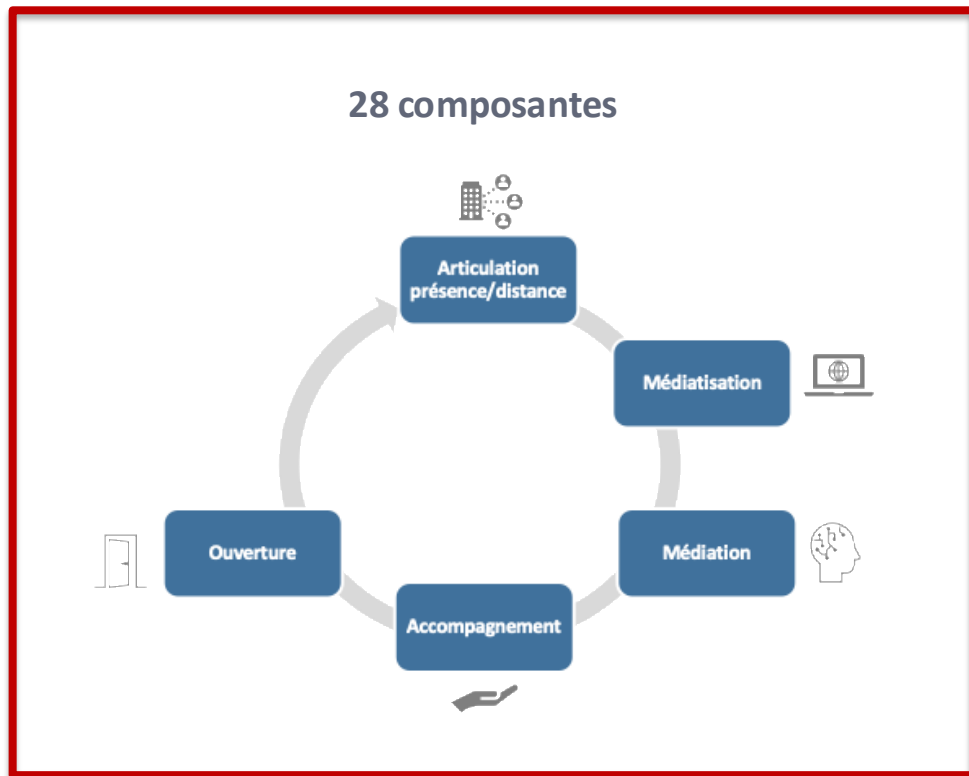 28 composantes
Articulation
présence/distance
Médiatisation
Médiation
Accompagnement
Ouverture